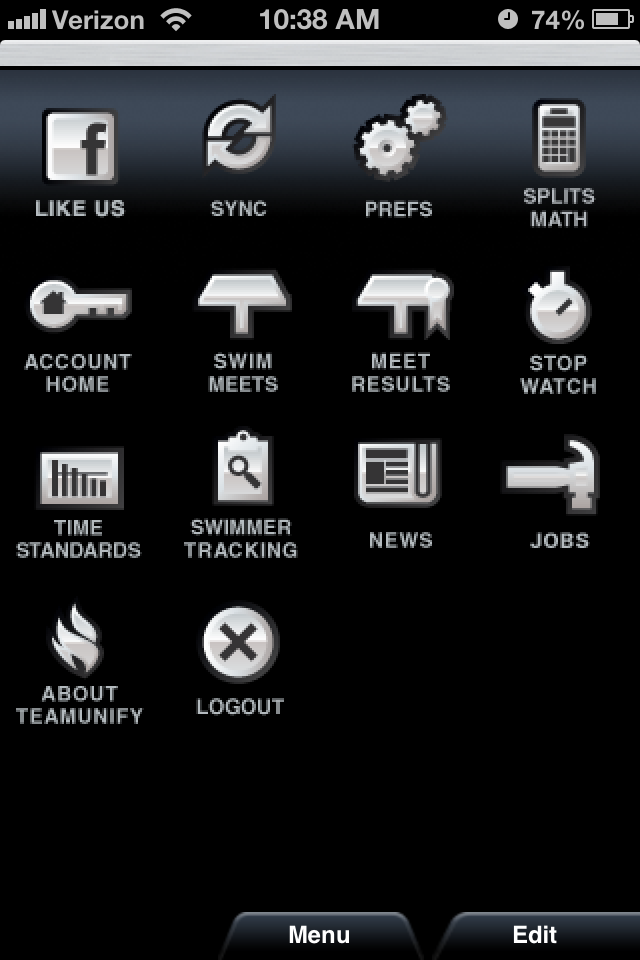 Verizon 10:38 AM 74%
LIKE US
SYNC
PREFS
SPLITS
MATH
ACCOUNT
HOME
SWIM
MEETS
MEET
RESULTS
STOP
WATCH
TIME
STANDARDS
SWIMMER
TRACKING
NEWS
JOBS
ABOUT
TEAMUNIFY
LOGOUT
Menu
Edit